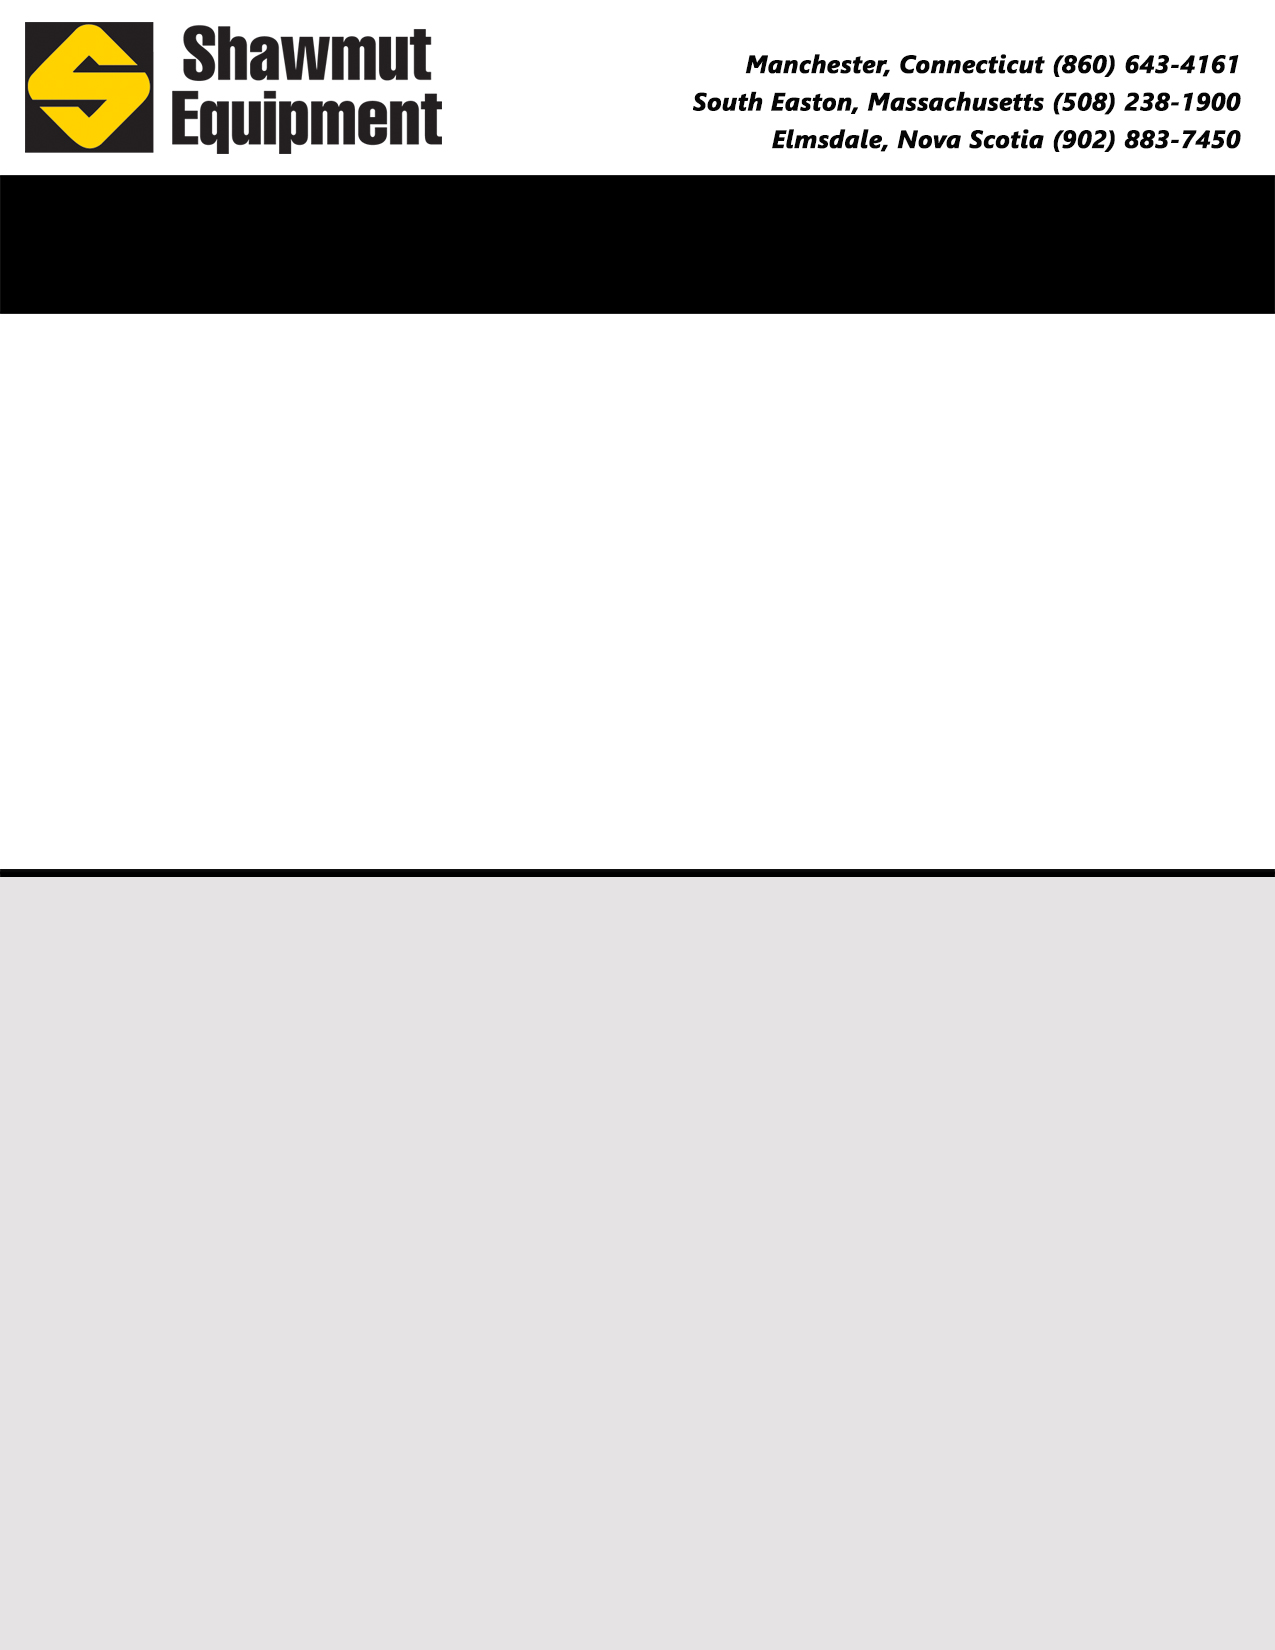 Shawmut
Equipment
Manchester, Connecticut (860) 643-4161
South Easton, Massachusetts (508) 238-1900
Elmsdale, Nova Scotia (902) 883-7450